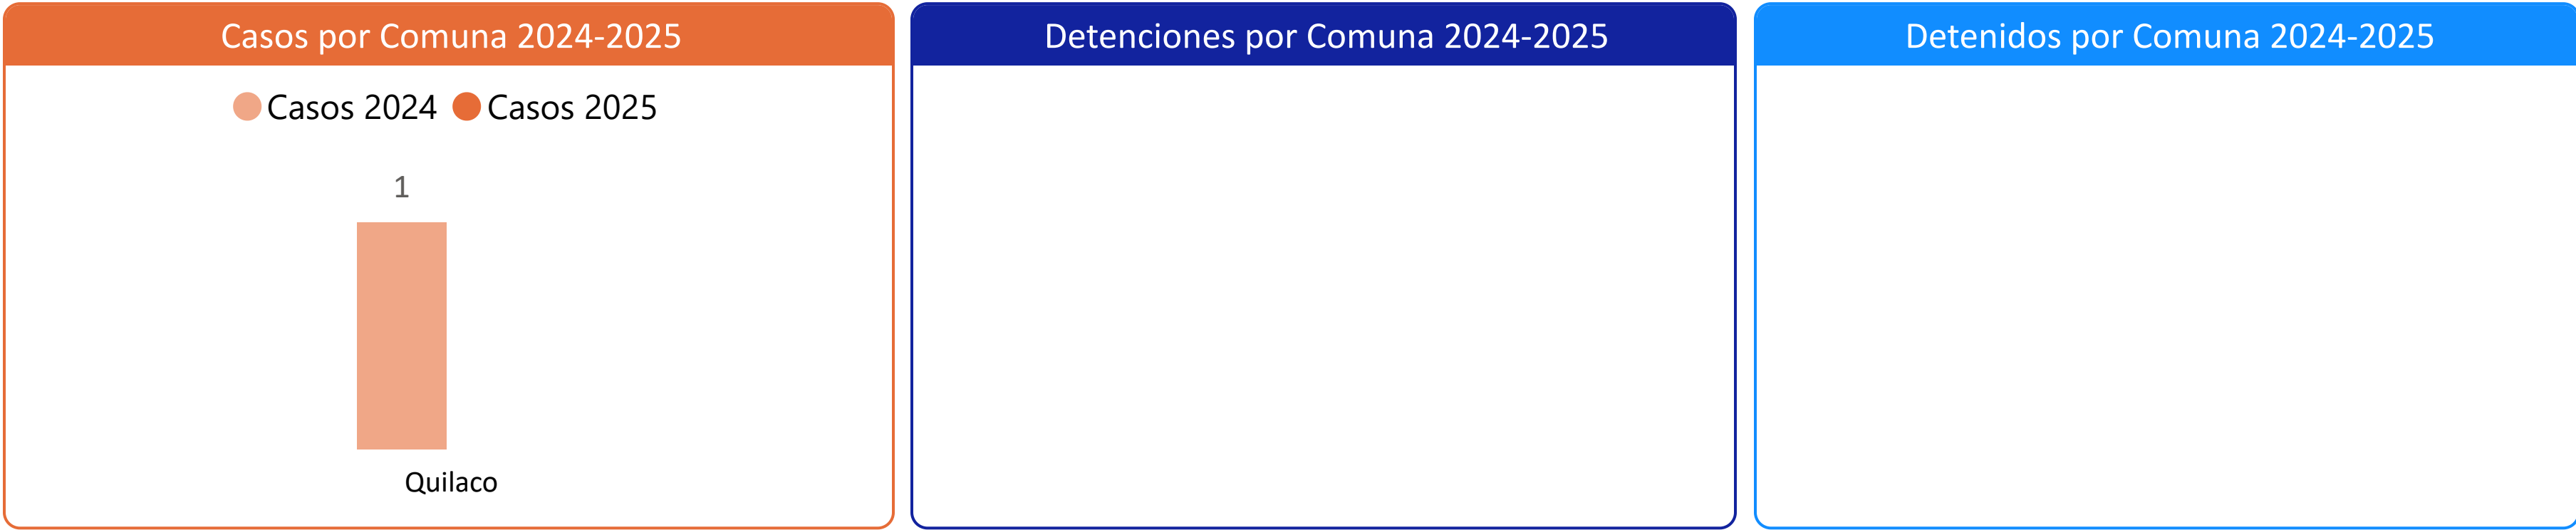 Casos por Comuna 2024-2025
Casos 2024 Casos 2025
1
Quilaco
Detenciones por Comuna 2024-2025
Detenidos por Comuna 2024-2025